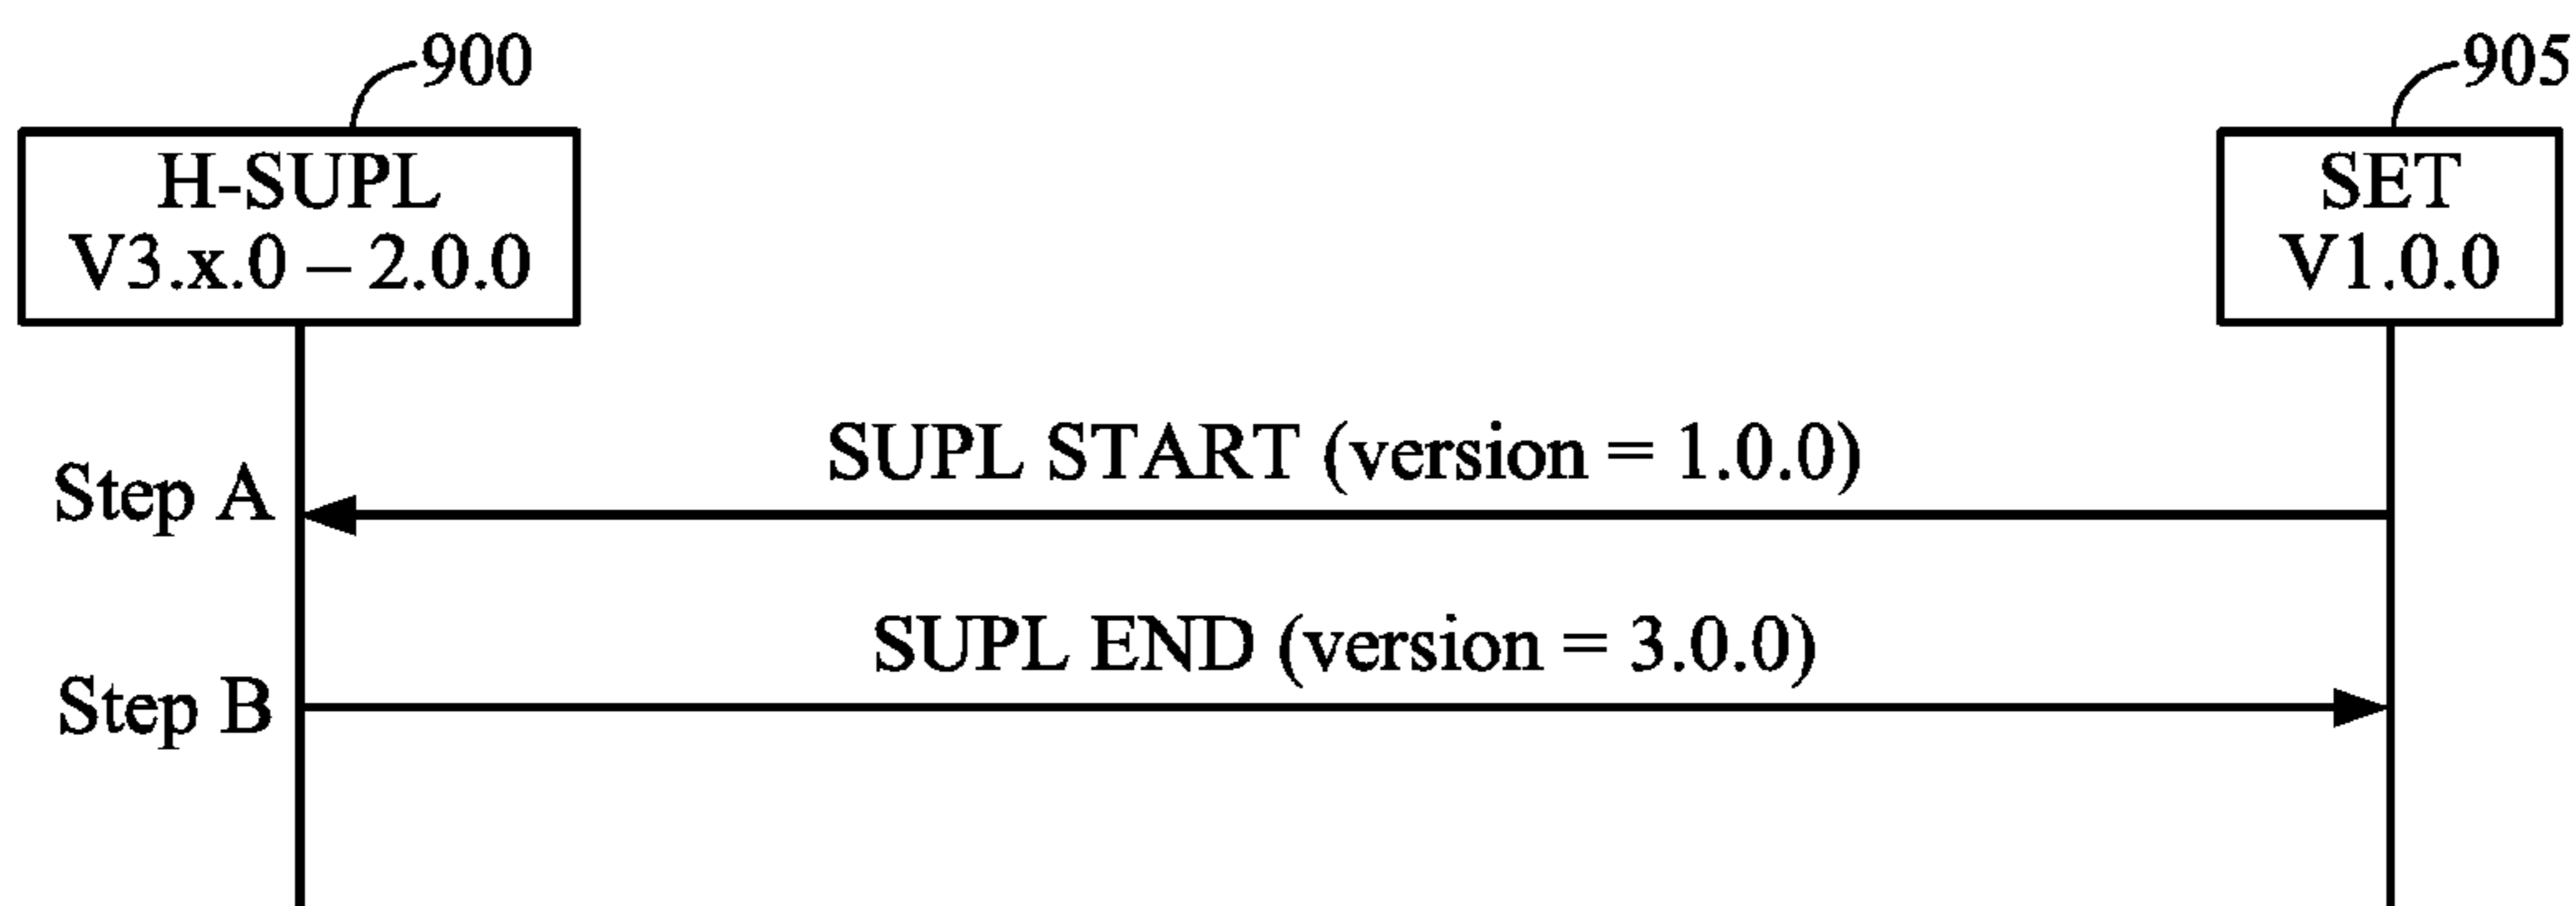 900
905
H-SUPL
V3.x.0 – 2.0.0
SET
V1.0.0
SUPL START (version = 1.0.0)
Step A
SUPL END (version = 3.0.0)
Step B